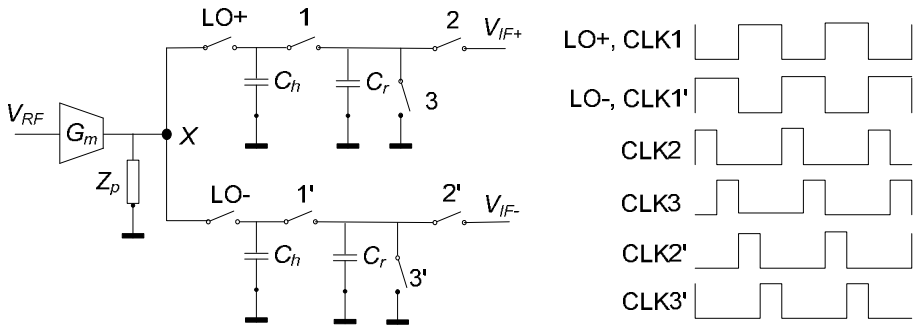 LO+ 1 2 V_IF+
C_h C_r 3
V_RF G_m X
Z_p
LO- 1' 2' V_IF-
C_h C_r 3'
LO+, CLK1
LO-, CLK1'
CLK2
CLK3
CLK2'
CLK3'